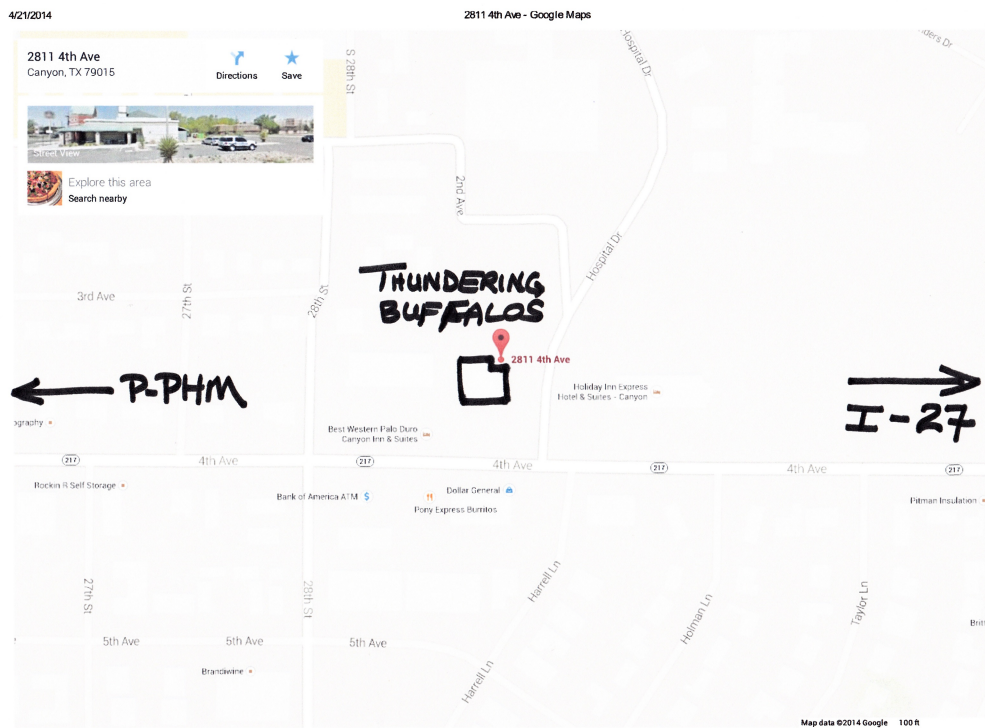 4/21/2014
2811 4th Ave - Google Maps
2811 4th Ave
Canyon, TX 79015
Directions
Save
Street View
Explore this area
Search nearby
S 28th St
Hospital Dr
2nd Ave
Hospital Dr
3rd Ave
27th St
28th St
THUNDERING
BUFFALOS
2811 4th Ave
P-PHM
I-27
Holiday Inn Express
Hotel & Suites - Canyon
ography
Best Western Palo Duro
Canyon Inn & Suites
217
4th Ave
217
4th Ave
217
4th Ave
217
Rockin R Self Storage
Bank of America ATM
Dollar General
Pony Express Burritos
Pitman Insulation
27th St
28th St
Harrell Ln
Holman Ln
Taylor Ln
5th Ave
5th Ave
5th Ave
Brandiwine
Harrell Ln
Map data ©2014 Google
100 ft